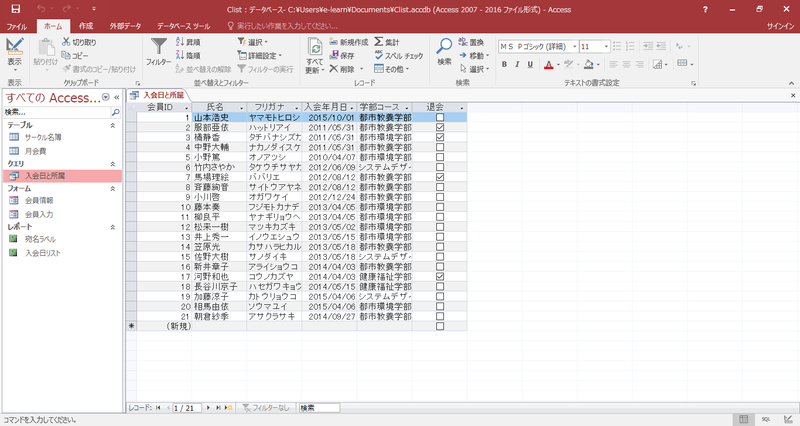 Clist : データベース- C:¥Users¥e-learn¥Documents¥Clist.accdb (Access 2007 - 2016 ファイル形式) - Access
ファイル ホーム 作成 外部データ データベース ツール 実行したい作業を入力してください。 サインイン
表示 貼り付け 切り取り コピー 書式のコピー/貼り付け
フィルター 昇順 降順 並べ替えの解除 選択 詳細設定 フィルターの実行
すべて更新 新規作成 保存 削除 集計 スペル チェック その他
検索 置換 移動 選択
ＭＳ Ｐゴシック (詳細) 11
B I U
表示 クリップボード 並べ替えとフィルター レコード 検索 テキストの書式設定
すべての Access...
検索...
テーブル
サークル名簿
月会費
クエリ
入会日と所属
フォーム
会員情報
会員入力
レポート
宛名ラベル
入会日リスト
入会日と所属
会員ID 氏名 フリガナ 入会年月日 学部コース 退会
1 山本浩史 ヤマモトヒロシ 2015/10/01 都市教養学部
2 服部亜依 ハットリアイ 2011/05/31 都市教養学部
3 橘静香 タチバナシズカ 2011/05/31 都市環境学部
4 中野大輔 ナカノダイスケ 2011/05/31 都市教養学部
5 小野篤 オノアツシ 2010/04/07 都市環境学部
6 竹内さやか タケウチサヤカ 2012/06/09 システムデザイ
7 馬場理絵 ババリエ 2012/08/12 都市教養学部
8 斉藤絢音 サイトウアヤネ 2012/08/12 都市教養学部
9 小川啓 オガワケイ 2012/12/24 都市教養学部
10 藤本奏 フジモトカナデ 2013/04/05 都市環境学部
11 柳良平 ヤナギリョウヘ 2013/04/05 都市環境学部
12 松来一樹 マツキカズキ 2013/05/02 都市教養学部
13 井上秀一 イノウエシュウ 2013/05/18 都市環境学部
14 笠原光 カサハラヒカル 2013/05/18 都市教養学部
15 佐野大樹 サノダイキ 2013/05/18 システムデザイ
16 新井章子 アライショウコ 2014/04/03 都市環境学部
17 河野和也 コウノカズヤ 2014/04/03 健康福祉学部
18 長谷川京子 ハセガワキョウ 2014/05/15 健康福祉学部
19 加藤涼子 カトウリョウコ 2015/04/06 システムデザイ
20 相馬由依 ソウマユイ 2015/04/06 都市環境学部
21 朝倉紗季 アサクラサキ 2014/09/27 都市教養学部
(新規)
レコード: 1 / 21 フィルターなし 検索
コマンドを入力してください。 SQL